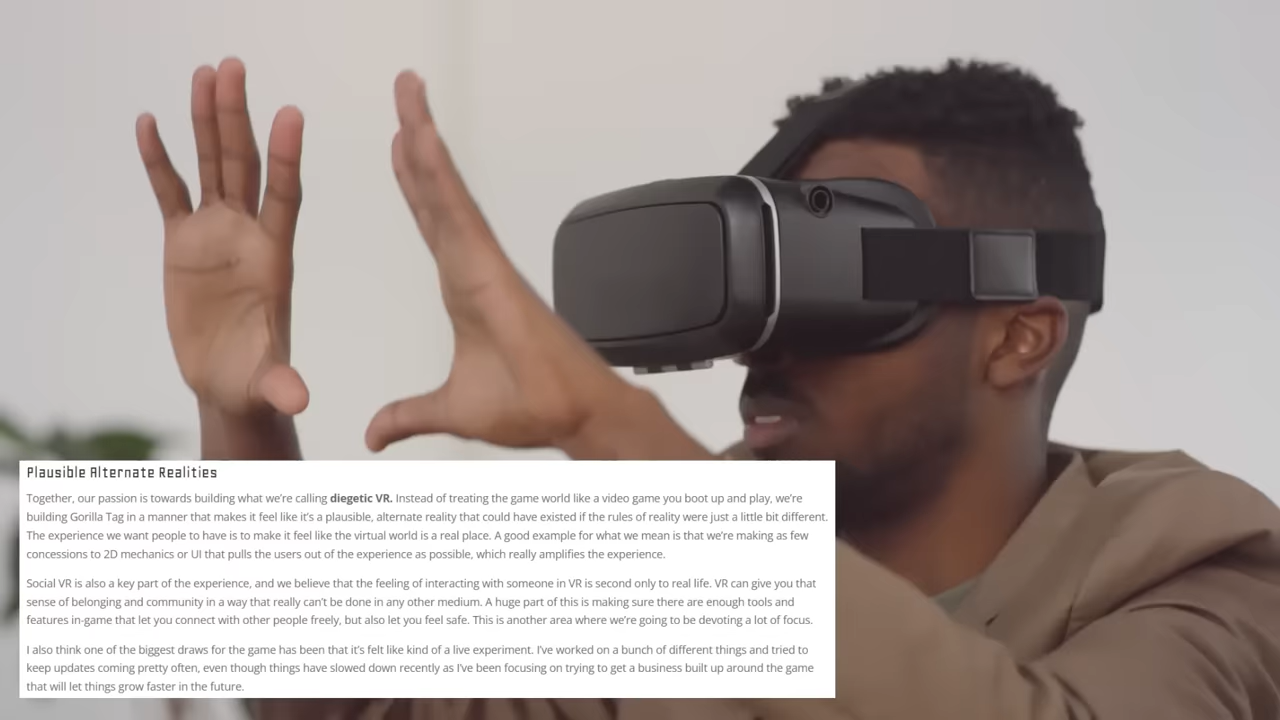 Plausible Alternate Realities
Together, our passion is towards building what we're calling diegetic VR. Instead of treating the game world like a video game you boot up and play, we're
building Gorilla Tag in a manner that makes it feel like it's a plausible, alternate reality that could have existed if the rules of reality were just a little bit different.
The experience we want people to have is to make it feel like the virtual world is a real place. A good example for what we mean is that we're making as few
concessions to 2D mechanics or UI that pulls the users out of the experience as possible, which really amplifies the experience.
Social VR is also a key part of the experience, and we believe that the feeling of interacting with someone in VR is second only to real life. VR can give you that
sense of belonging and community in a way that really can't be done in any other medium. A huge part of this is making sure there are enough tools and
features in-game that let you connect with other people freely, but also let you feel safe. This is another area where we're going to be devoting a lot of focus.
I also think one of the biggest draws for the game has been that it's felt like kind of a live experiment. I've worked on a bunch of different things and tried to
keep updates coming pretty often, even though things have slowed down recently as I've been focusing on trying to get a business built up around the game
that will let things grow faster in the future.